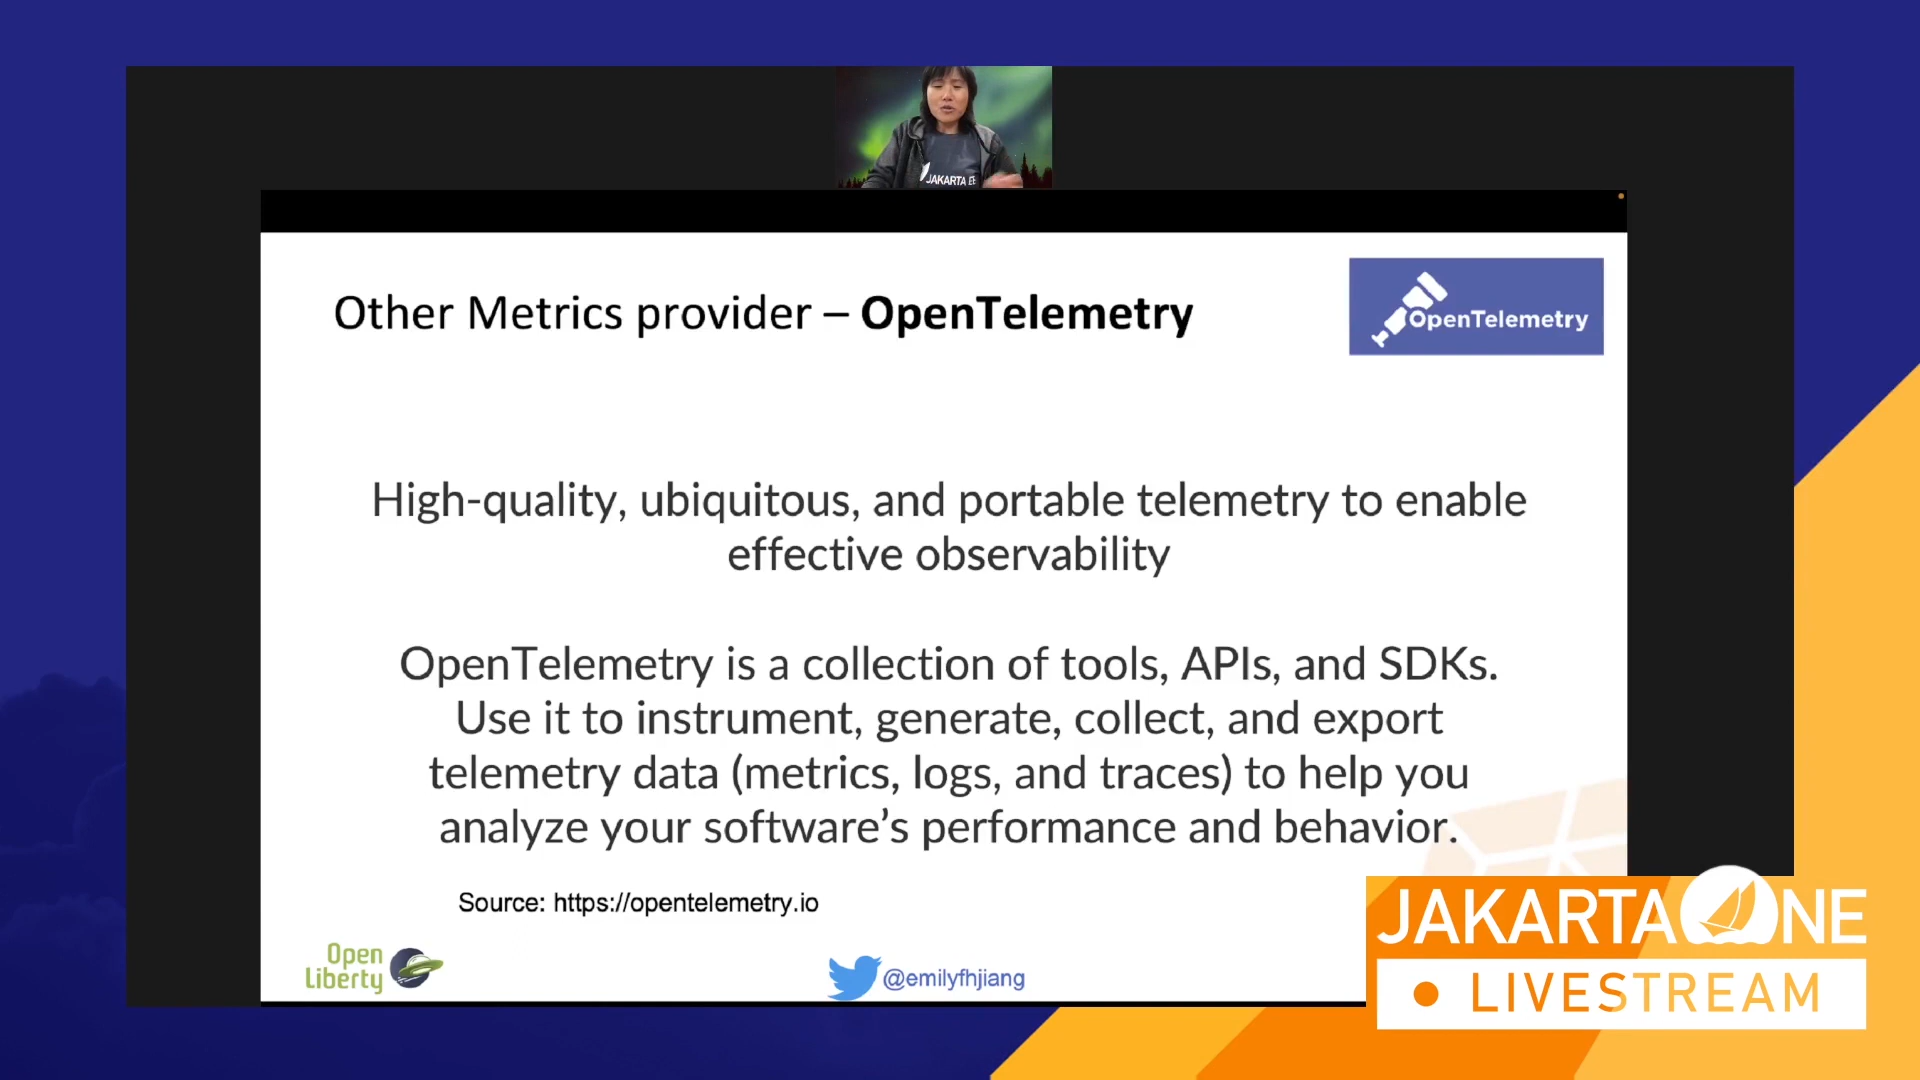 JAKARTA EE
Other Metrics provider – OpenTelemetry
OpenTelemetry
High-quality, ubiquitous, and portable telemetry to enable
effective observability
OpenTelemetry is a collection of tools, APIs, and SDKs.
Use it to instrument, generate, collect, and export
telemetry data (metrics, logs, and traces) to help you
analyze your software’s performance and behavior.
Source: https://opentelemetry.io
Open
Liberty
@emilyfhjiang
JAKARTAONE
LIVESTREAM